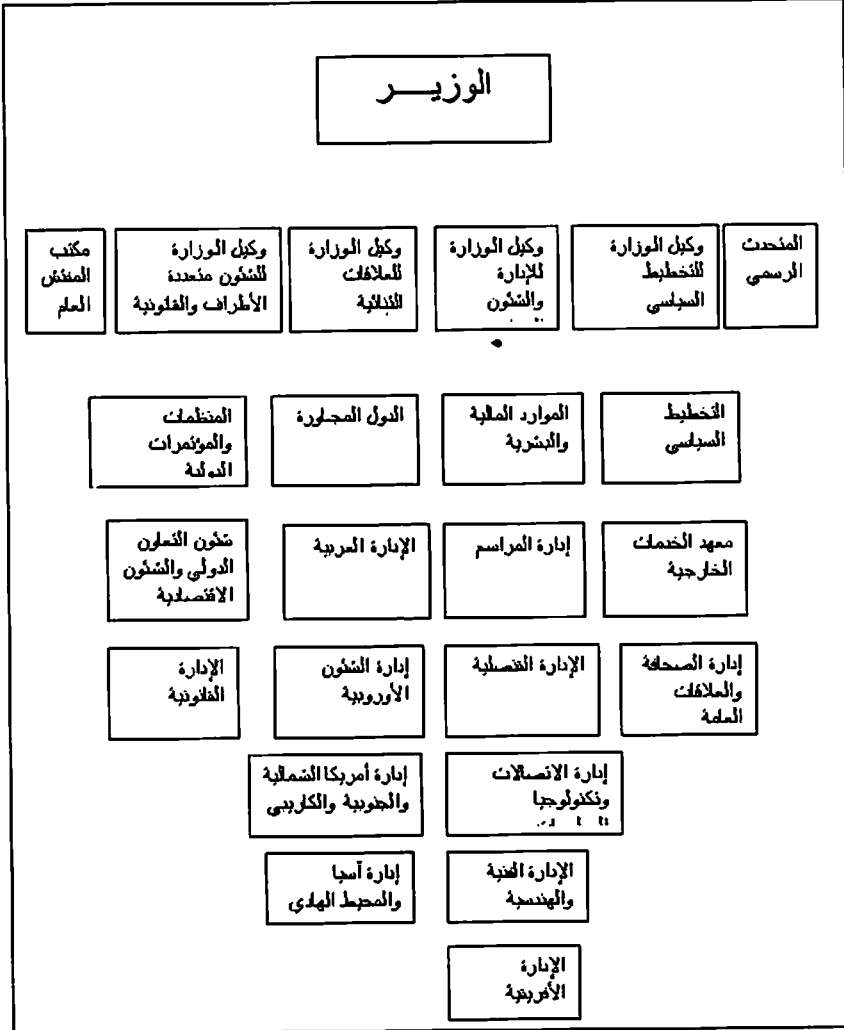 الوزيــــر
المتحدث
الرسمي
وكيل الوزارة
للتخطيط
السياسي
وكيل الوزارة
للإدارة
والشئون
وكيل الوزارة
للعلاقات
الثنائية
وكيل الوزارة
للشئون متعددة
الأطراف والقانونية
مكتب
المفتش
العام
التخطيط
السياسي
الموارد المالية
والبشرية
الدول المجاورة
المنظمات
والمؤتمرات
الدولية
معهد الخدمات
الخارجية
إدارة المراسم
الإدارة العربية
شئون التعاون
الدولي والشئون
الاقتصادية
إدارة الصحافة
والعلاقات
العامة
الإدارة القنصلية
إدارة الشئون
الأوروبية
الإدارة
القانونية
إدارة الاتصالات
وتكنولوجيا
إدارة أمريكا الشمالية
والجنوبية والكاريبي
الإدارة الفنية
والهندسية
إدارة آسيا
والمحيط الهادي
الإدارة
الأفريقية